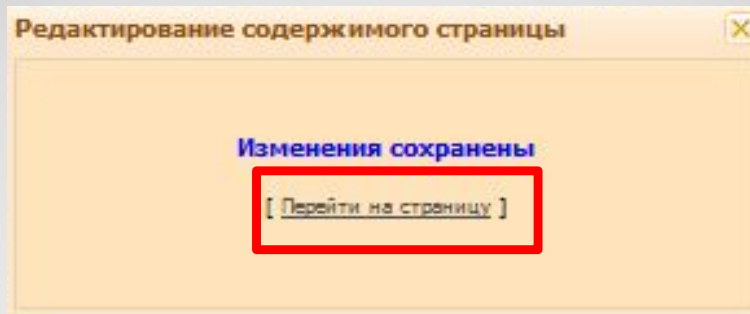 Редактирование содержимого страницы
Изменения сохранены
[ Перейти на страницу ]